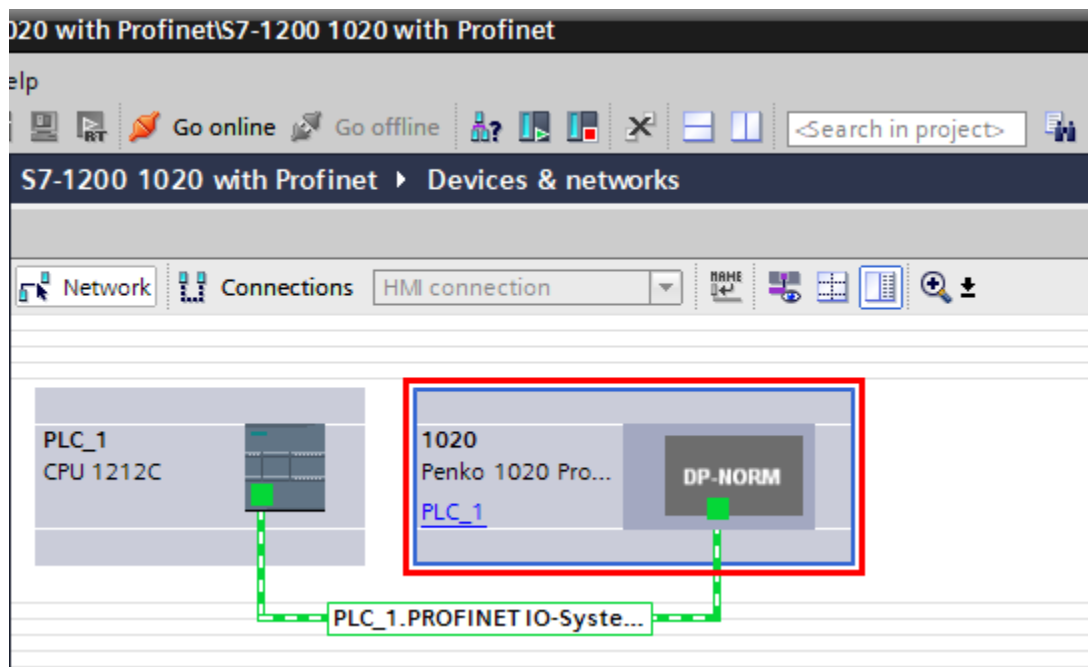 020 with Profinet\S7-1200 1020 with Profinet
elp
RT Go online Go offline ? <Search in project>
S7-1200 1020 with Profinet Devices & networks
Network Connections HMI connection NAME
PLC_1
CPU 1212C
1020
Penko 1020 Pro...
PLC_1
DP-NORM
PLC_1.PROFINET IO-Syste...